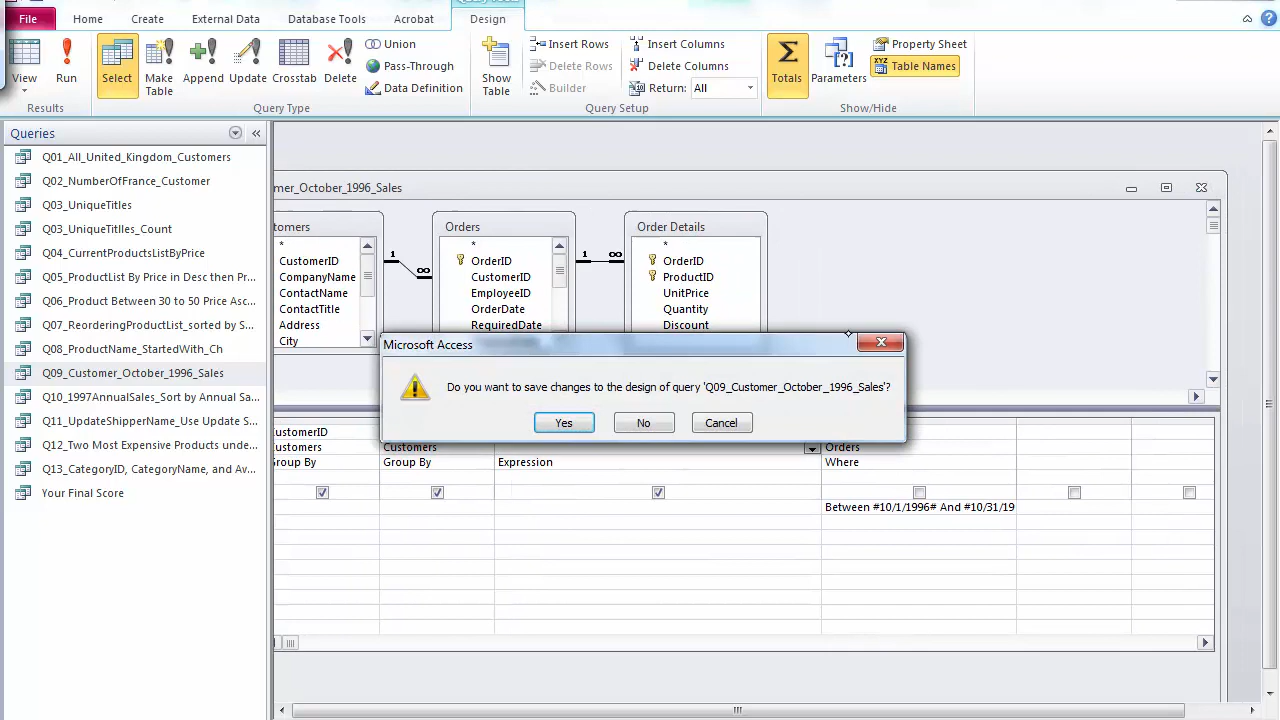 File Home Create External Data Database Tools Acrobat Design
View Run Select Make Table Append Update Crosstab Delete
Union
Pass-Through
Data Definition
Show Table
Insert Rows
Delete Rows
Builder
Insert Columns
Delete Columns
Return: All
Σ Totals Parameters
Property Sheet
XYZ Table Names
Results Query Type Query Setup Show/Hide
Queries
Q01_All_United_Kingdom_Customers
Q02_NumberOfFrance_Customer
Q03_UniqueTitles
Q03_UniqueTitlles_Count
Q04_CurrentProductsListByPrice
Q05_ProductList By Price in Desc then Pr
Q06_Product Between 30 to 50 Price Asc...
Q07_ReorderingProductList_sorted by S...
Q08_ProductName_StartedWith_Ch
Q09_Customer_October_1996_Sales
Q10_1997AnnualSales_Sort by Annual Sa...
Q11_UpdateShipperName_Use Update S...
Q12_Two Most Expensive Products unde...
Q13_CategoryID, CategoryName, and Av...
Your Final Score
mer_October_1996_Sales
tomers
*
CustomerID
CompanyName
ContactName
ContactTitle
Address
City
1 ∞
Orders
*
OrderID
CustomerID
EmployeeID
OrderDate
RequiredDate
1 ∞
Order Details
*
OrderID
ProductID
UnitPrice
Quantity
Discount
Microsoft Access
Do you want to save changes to the design of query 'Q09_Customer_October_1996_Sales'?
Yes No Cancel
CustomerID
Customers Customers Orders
Group By Group By Expression Where
Between #10/1/1996# And #10/31/19